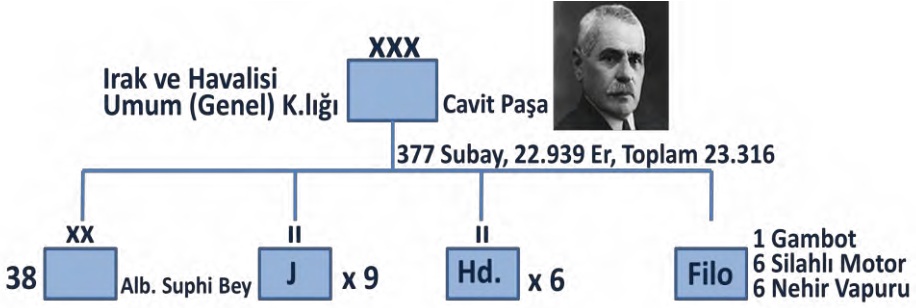 XXX
Irak ve Havalisi
Umum (Genel) K.lığı
Cavit Paşa
377 Subay, 22.939 Er, Toplam 23.316
XX
38
Alb. Suphi Bey
II
J
x 9
II
Hd.
x 6
Filo
1 Gambot
6 Silahlı Motor
6 Nehir Vapuru